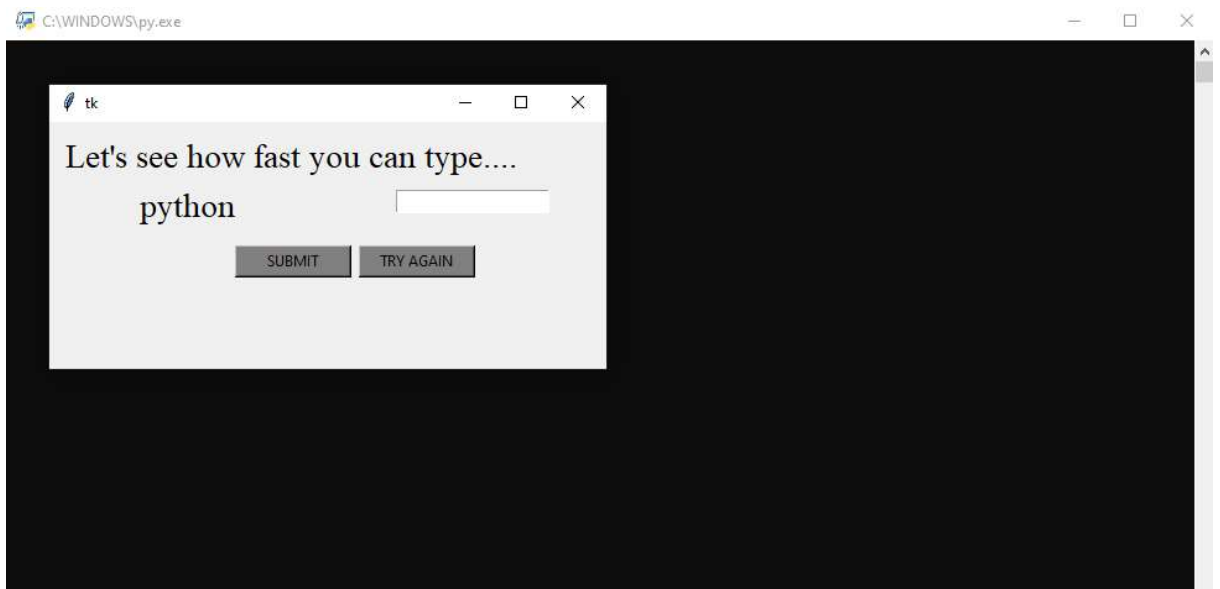 C:\WINDOWS\py.exe
tk
Let's see how fast you can type....
python
SUBMIT TRY AGAIN